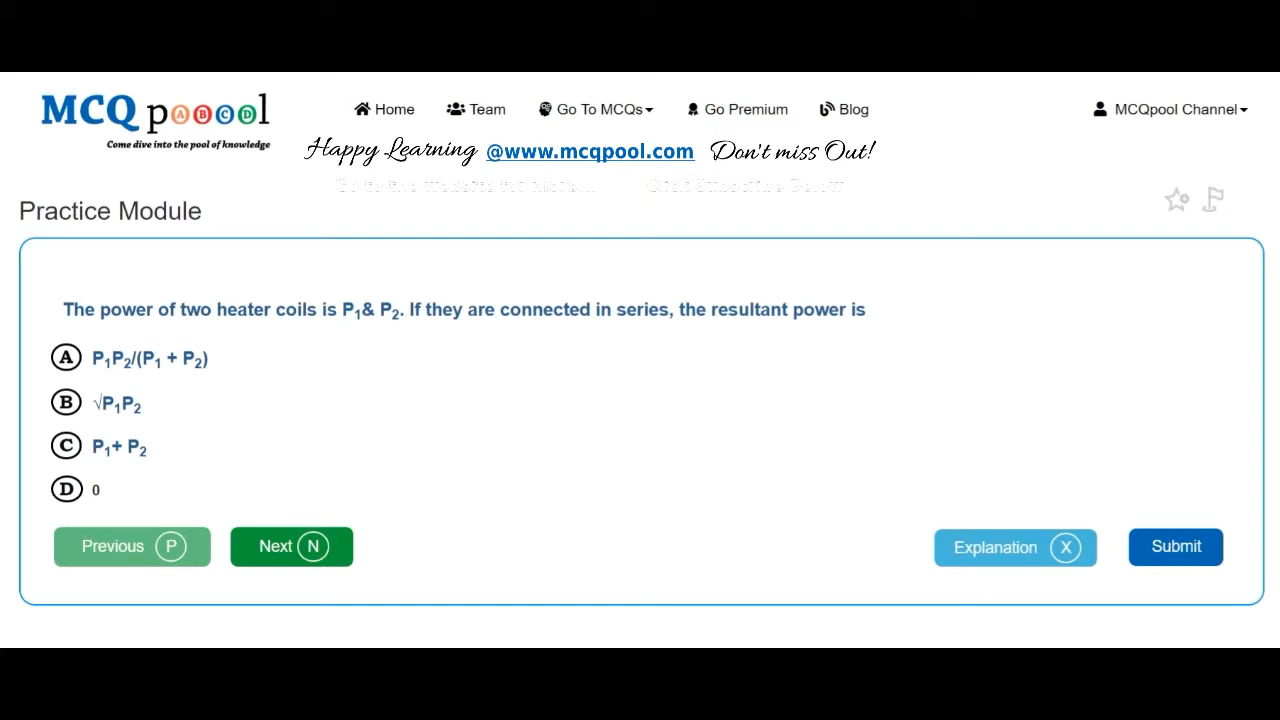 MCQ pooool
Come dive into the pool of knowledge
Home Team Go To MCQs Go Premium Blog MCQpool Channel
Happy Learning @www.mcqpool.com Don't miss Out!
Practice Module
The power of two heater coils is P₁& P₂. If they are connected in series, the resultant power is
A P₁P₂/(P₁ + P₂)
B √P₁P₂
C P₁+ P₂
D 0
Previous P Next N Explanation X Submit